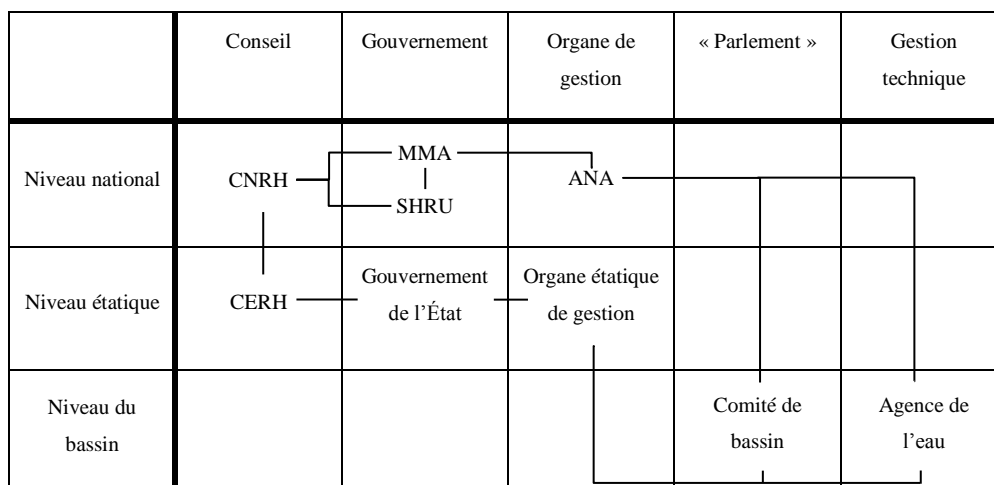 Conseil
Gouvernement
Organe de
gestion
« Parlement »
Gestion
technique
Niveau national
CNRH
MMA
SHRU
ANA
Niveau étatique
CERH
Gouvernement
de l’État
Organe étatique
de gestion
Niveau du
bassin
Comité de
bassin
Agence de
l’eau